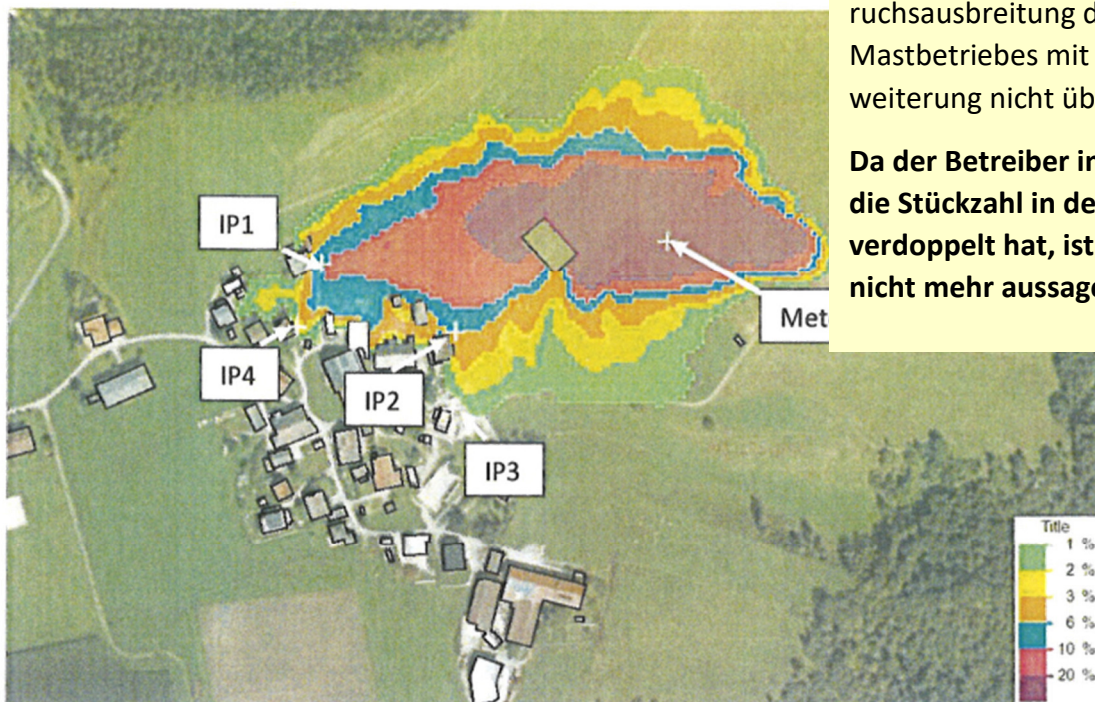 ruchsausbreitung d
Mastbetriebes mit
weiterung nicht üb
Da der Betreiber in
die Stückzahl in de
verdoppelt hat, ist
nicht mehr aussage
IP1
Met
IP4
IP2
IP3
Title
1 %
2 %
3 %
6 %
10 %
20 %